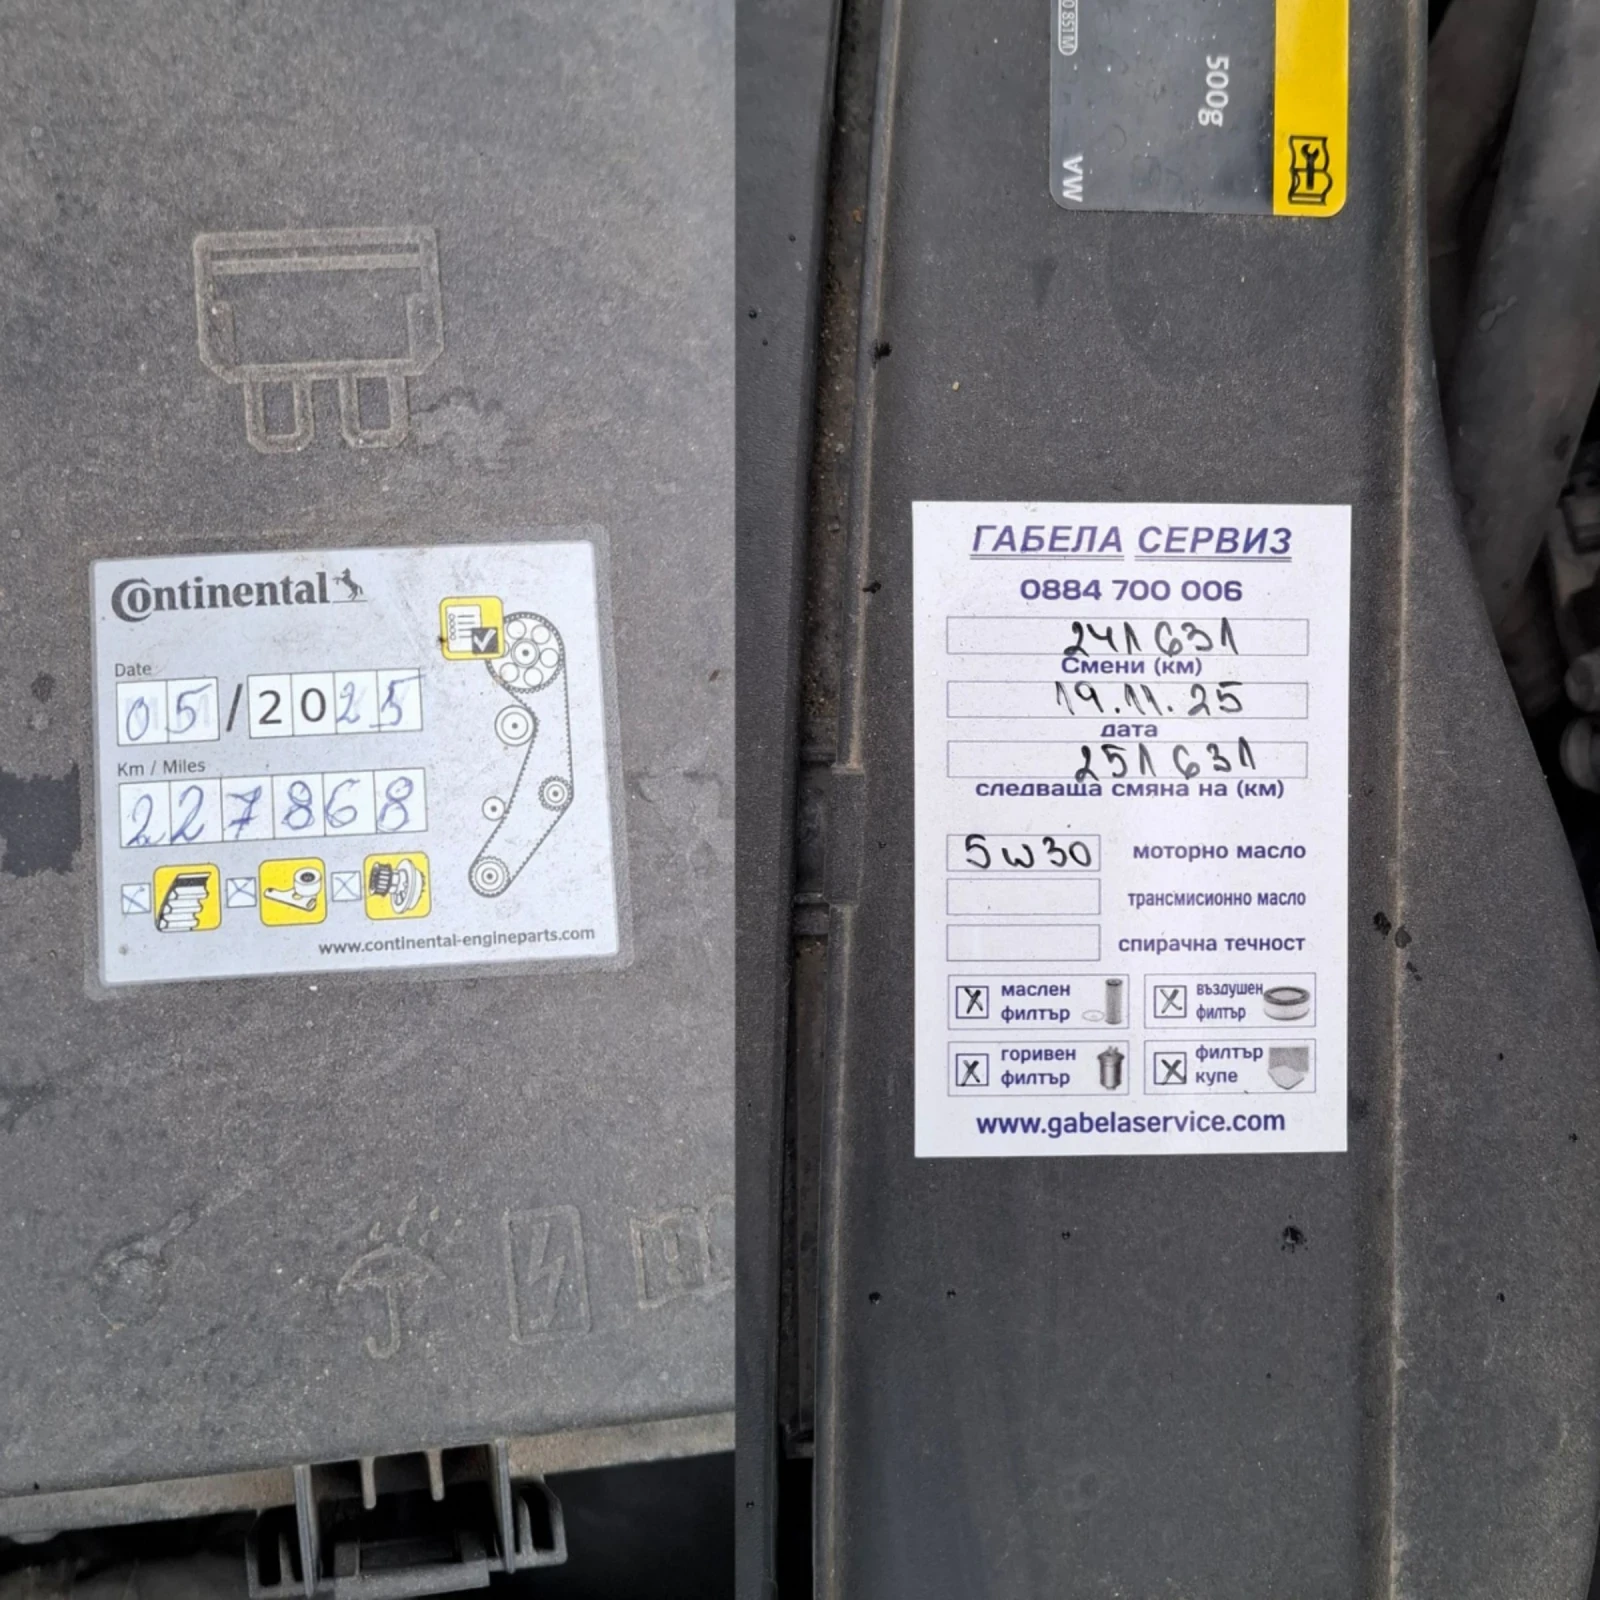 Continental
Date
05/2025
Km / Miles
227868
www.continental-engineparts.com
500g
VW
ГАБЕЛА СЕРВИЗ
0884 700 006
241631
Смени (км)
19.11.25
дата
251631
следваща смяна на (км)
5w30 моторно масло
трансмисионно масло
спирачна течност
X маслен филтър
X въздушен филтър
X горивен филтър
X филтър купе
www.gabelaservice.com